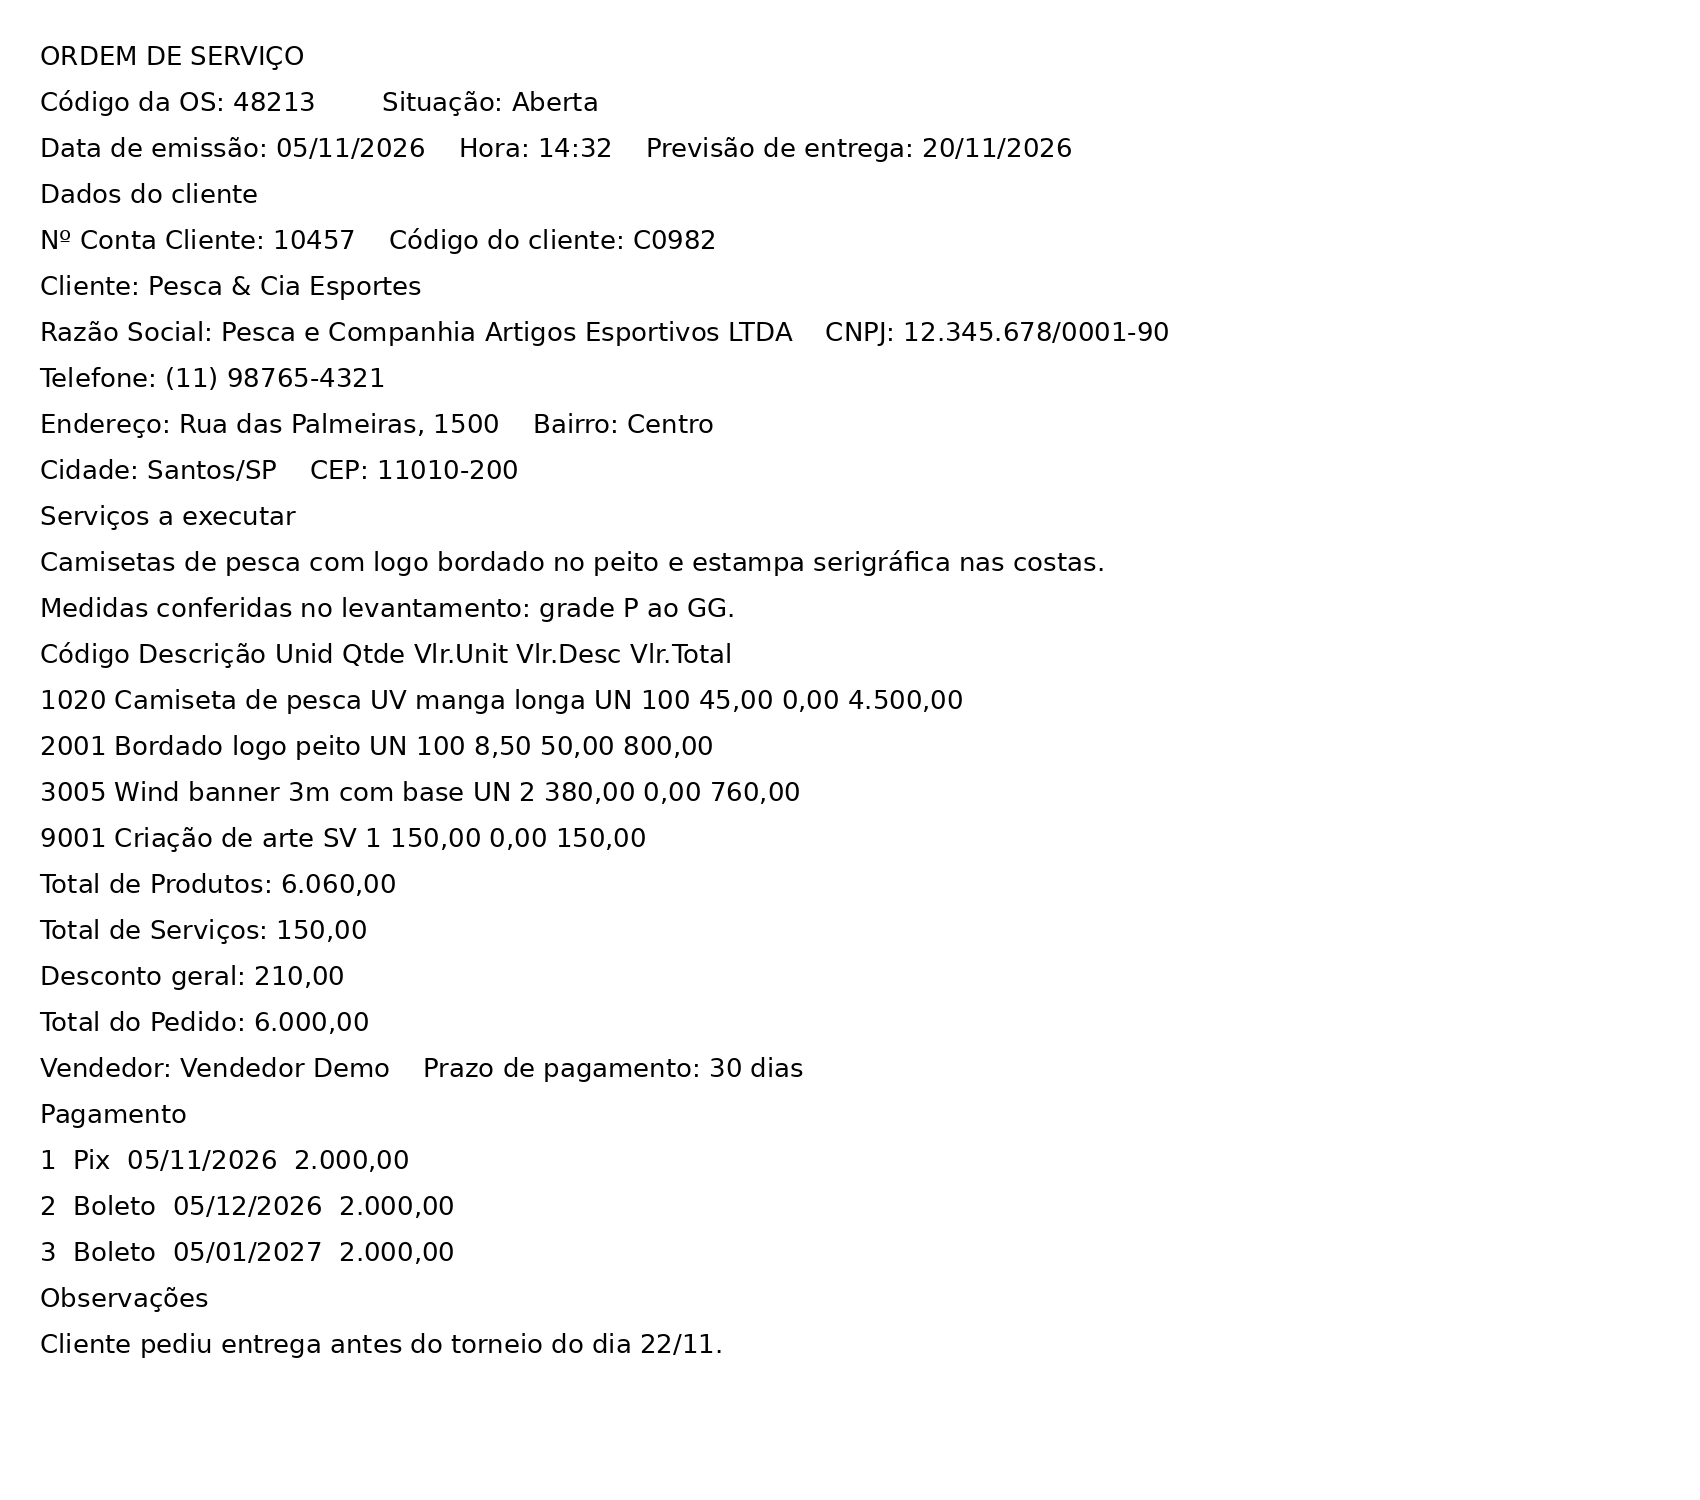 ORDEM DE SERVIÇO
Código da OS: 48213        Situação: Aberta
Data de emissão: 05/11/2026    Hora: 14:32    Previsão de entrega: 20/11/2026
Dados do cliente
Nº Conta Cliente: 10457    Código do cliente: C0982
Cliente: Pesca & Cia Esportes
Razão Social: Pesca e Companhia Artigos Esportivos LTDA    CNPJ: 12.345.678/0001-90
Telefone: (11) 98765-4321
Endereço: Rua das Palmeiras, 1500    Bairro: Centro
Cidade: Santos/SP    CEP: 11010-200
Serviços a executar
Camisetas de pesca com logo bordado no peito e estampa serigráfica nas costas.
Medidas conferidas no levantamento: grade P ao GG.
Código Descrição Unid Qtde Vlr.Unit Vlr.Desc Vlr.Total
1020 Camiseta de pesca UV manga longa UN 100 45,00 0,00 4.500,00
2001 Bordado logo peito UN 100 8,50 50,00 800,00
3005 Wind banner 3m com base UN 2 380,00 0,00 760,00
9001 Criação de arte SV 1 150,00 0,00 150,00
Total de Produtos: 6.060,00
Total de Serviços: 150,00
Desconto geral: 210,00
Total do Pedido: 6.000,00
Vendedor: Vendedor Demo    Prazo de pagamento: 30 dias
Pagamento
1  Pix  05/11/2026  2.000,00
2  Boleto  05/12/2026  2.000,00
3  Boleto  05/01/2027  2.000,00
Observações
Cliente pediu entrega antes do torneio do dia 22/11.